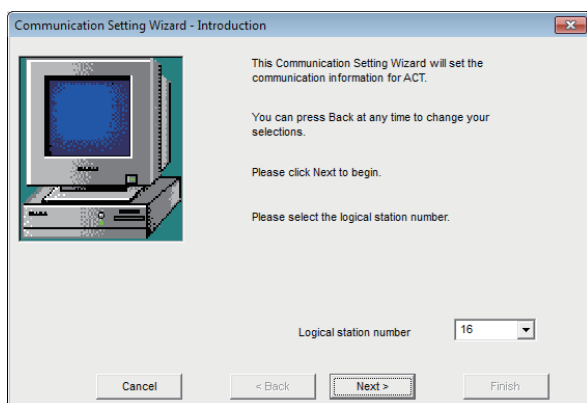 Communication Setting Wizard - Introduction
This Communication Setting Wizard will set the
communication information for ACT.
You can press Back at any time to change your
selections.
Please click Next to begin.
Please select the logical station number.
Logical station number 16
Cancel < Back Next > Finish